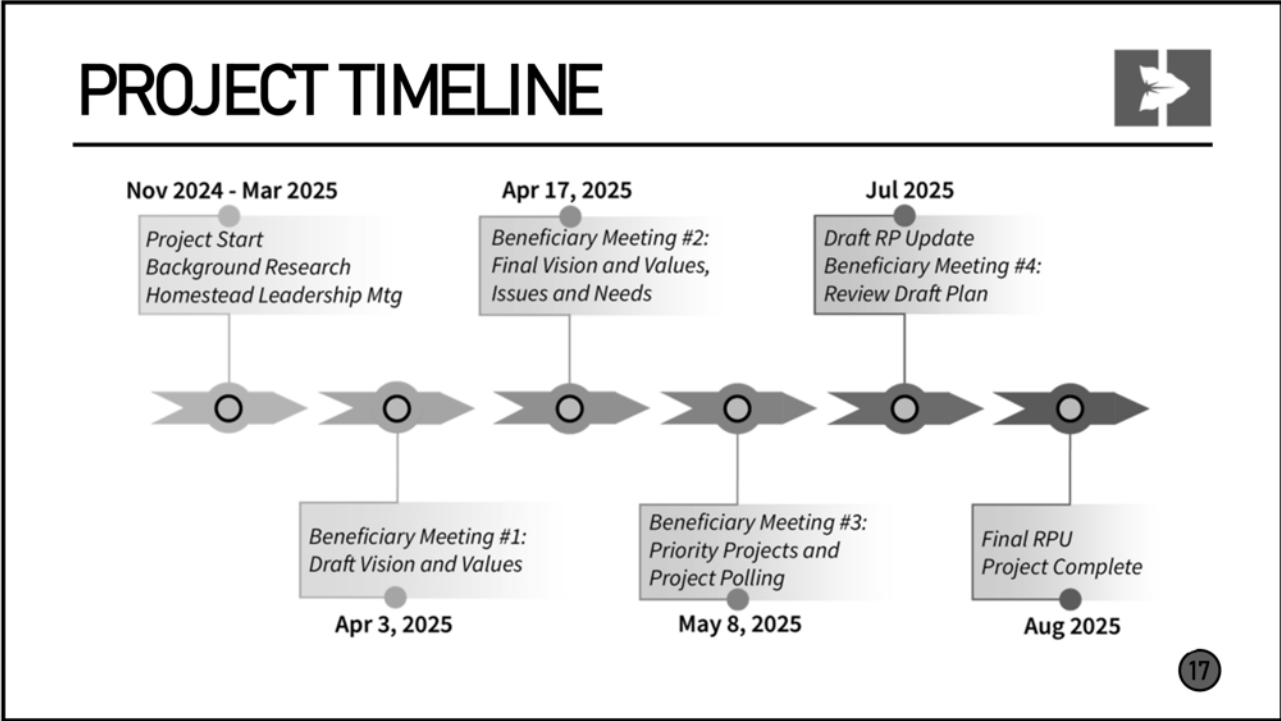 PROJECT TIMELINE
Nov 2024 - Mar 2025
Project Start
Background Research
Homestead Leadership Mtg
Beneficiary Meeting #1:
Draft Vision and Values
Apr 3, 2025
Apr 17, 2025
Beneficiary Meeting #2:
Final Vision and Values,
Issues and Needs
Beneficiary Meeting #3:
Priority Projects and
Project Polling
May 8, 2025
Jul 2025
Draft RP Update
Beneficiary Meeting #4:
Review Draft Plan
Final RPU
Project Complete
Aug 2025
17